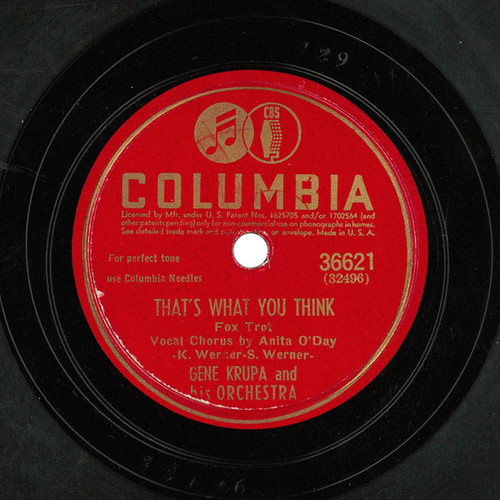 129
CBS
COLUMBIA
Licensed by Mfr. under U. S. Patent Nos. 1625705 and/or 1702564 (and
other patents pending) only for non-commercial use on phonographs in homes.
See detailed trade mark and patent on envelope. Made in U. S. A.
For perfect tone
use Columbia Needles
36621
(32496)
THAT'S WHAT YOU THINK
Fox Trot
Vocal Chorus by Anita O'Day
-K. Werner-S. Werner-
GENE KRUPA and
his ORCHESTRA